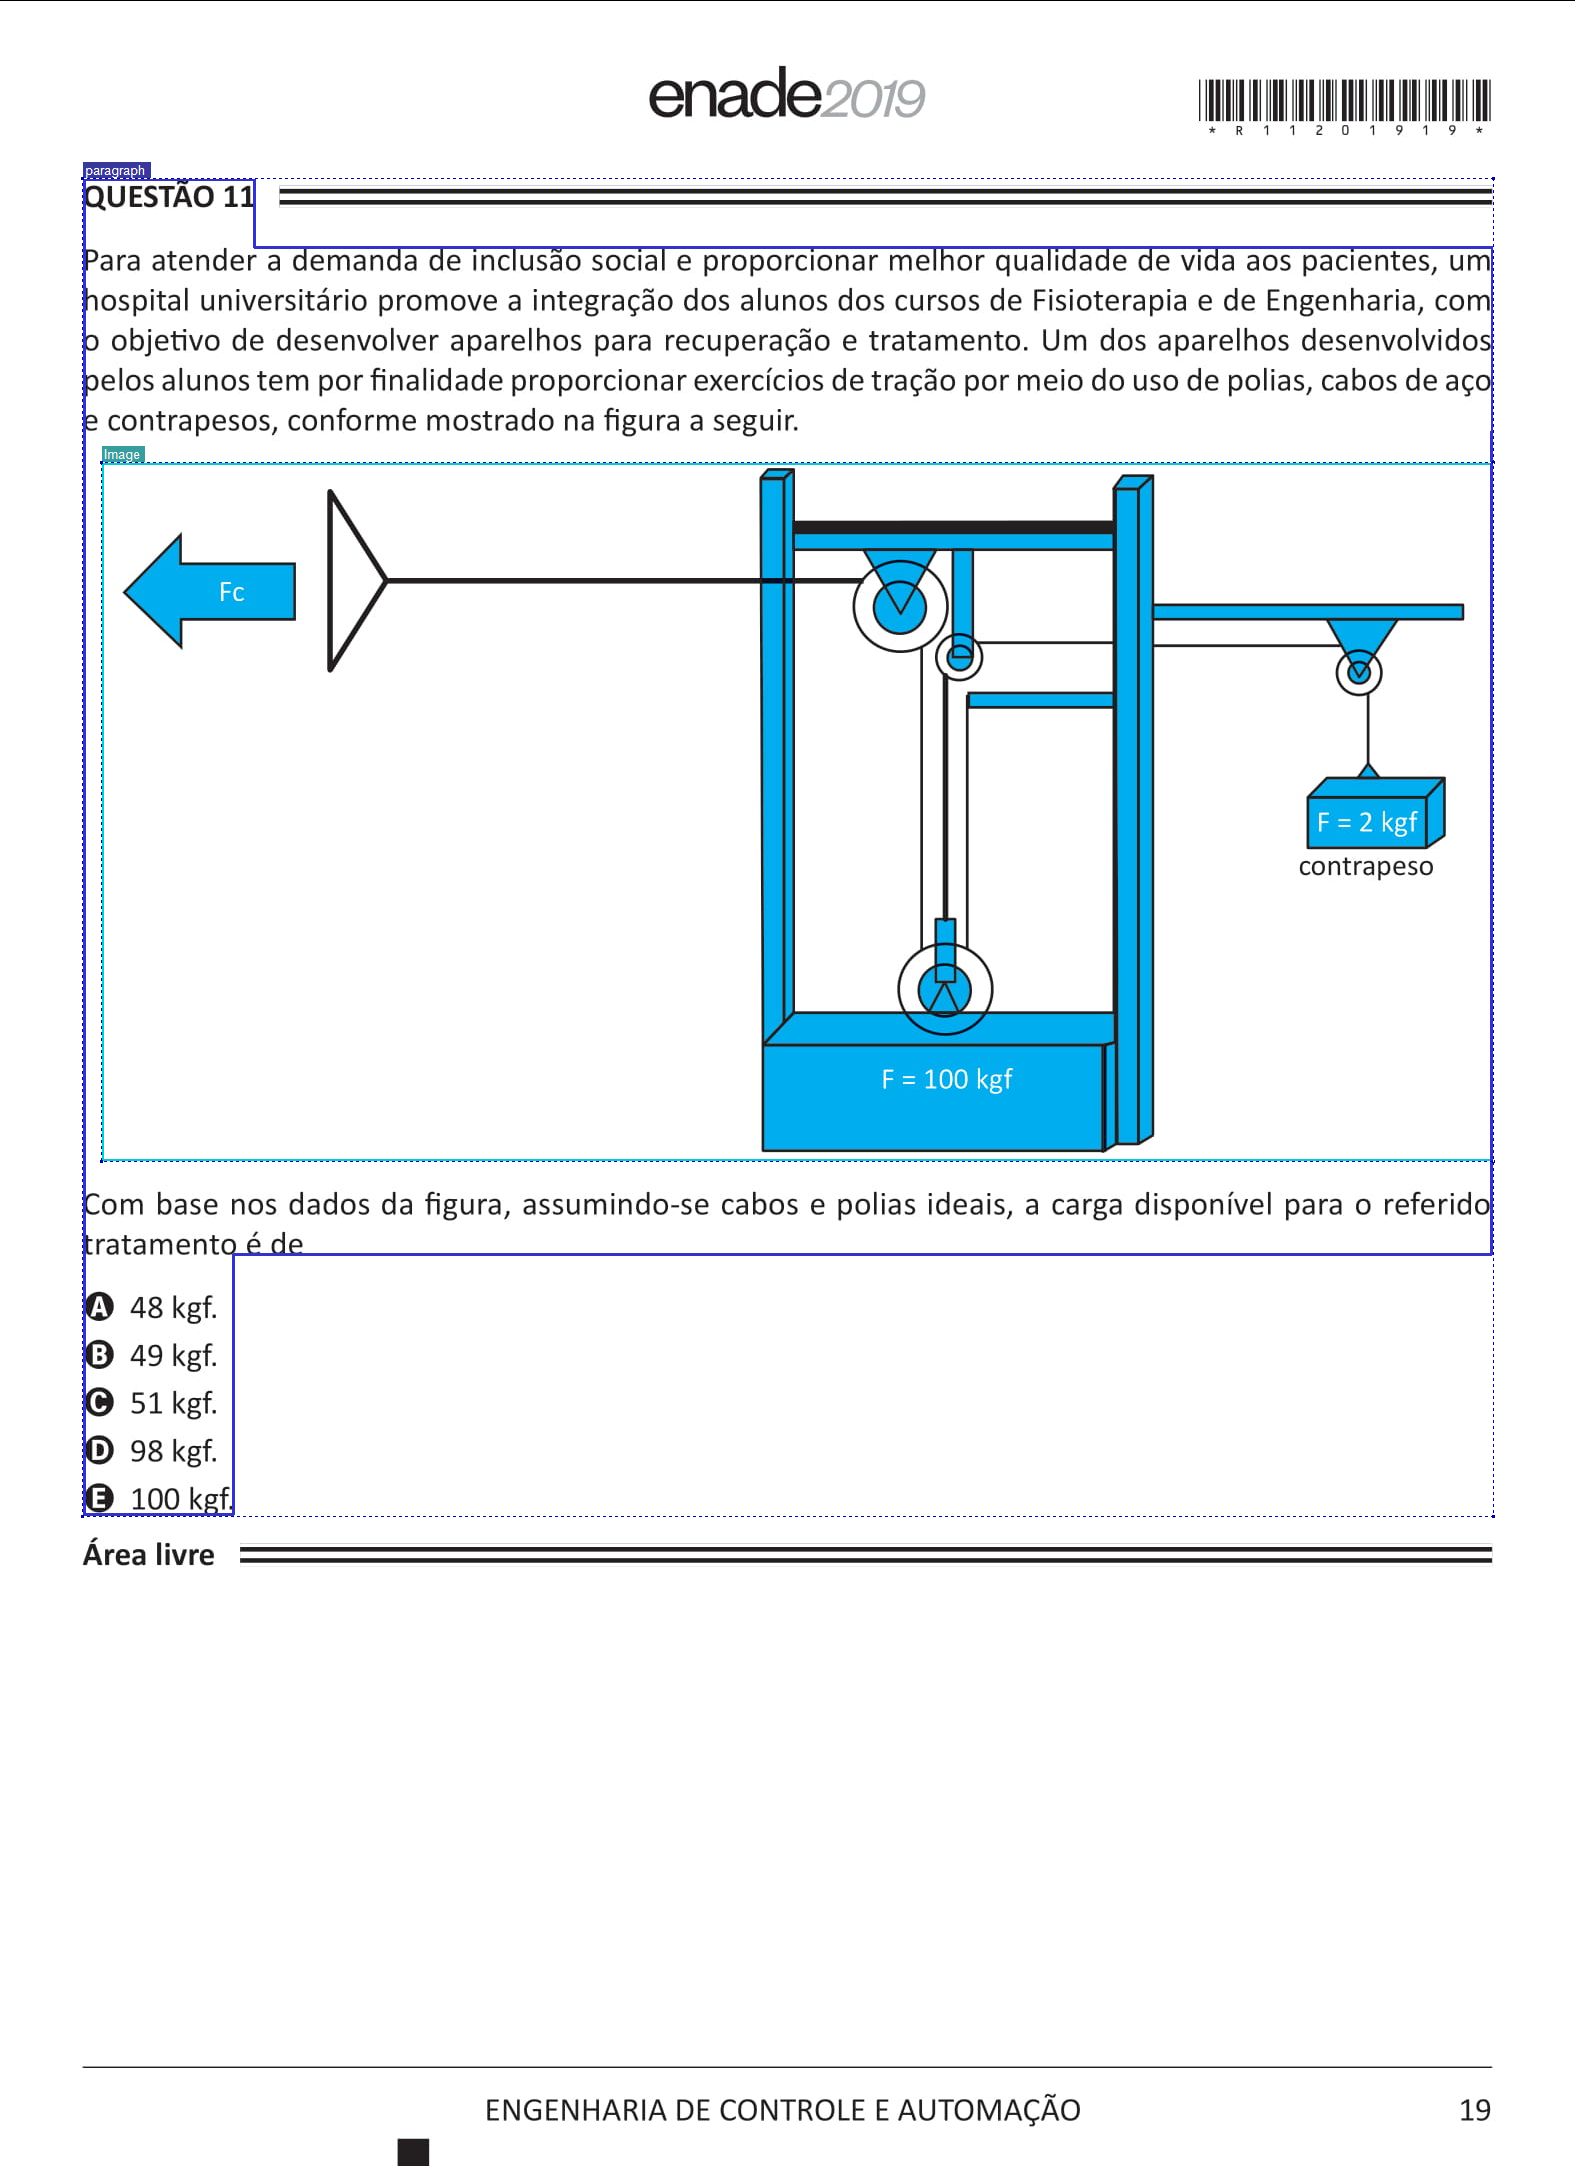 enade2019
* R 1 1 2 0 1 9 1 9 *
paragraph
QUESTÃO 11
Para atender a demanda de inclusão social e proporcionar melhor qualidade de vida aos pacientes, um
hospital universitário promove a integração dos alunos dos cursos de Fisioterapia e de Engenharia, com
o objetivo de desenvolver aparelhos para recuperação e tratamento. Um dos aparelhos desenvolvidos
pelos alunos tem por finalidade proporcionar exercícios de tração por meio do uso de polias, cabos de aço
e contrapesos, conforme mostrado na figura a seguir.
Image
Fc
F = 2 kgf
contrapeso
F = 100 kgf
Com base nos dados da figura, assumindo-se cabos e polias ideais, a carga disponível para o referido
tratamento é de
A 48 kgf.
B 49 kgf.
C 51 kgf.
D 98 kgf.
E 100 kgf.
Área livre
ENGENHARIA DE CONTROLE E AUTOMAÇÃO 19